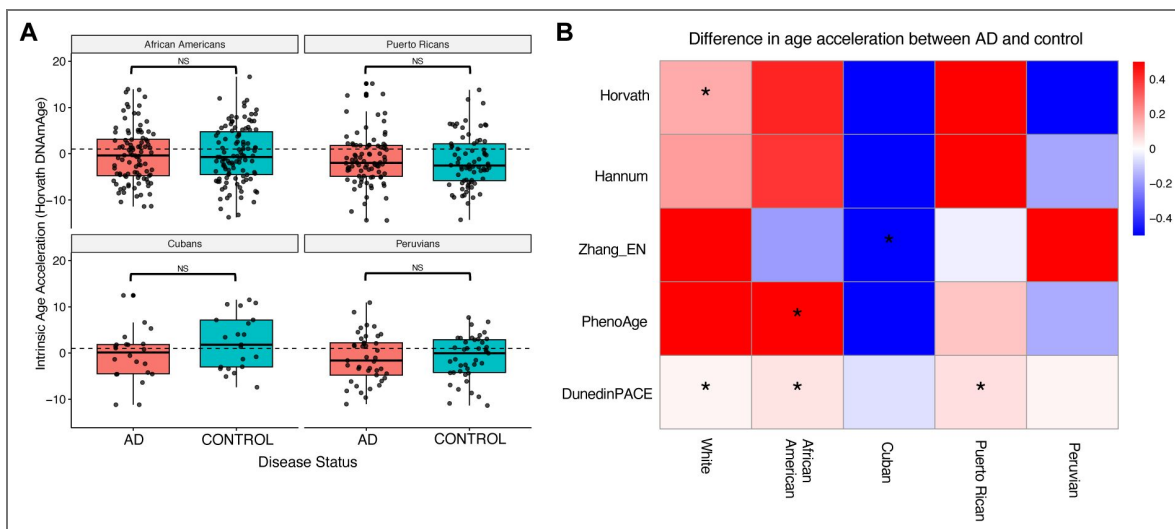 A
African Americans
Puerto Ricans
NS
NS
20
10
0
−10
Cubans
Peruvians
NS
NS
20
10
0
−10
Intrinsic Age Acceleration (Horvath DNAmAge)
AD
CONTROL
AD
CONTROL
Disease Status
B
Difference in age acceleration between AD and control
Horvath
Hannum
Zhang_EN
PhenoAge
DunedinPACE
*
*
*
*
*
*
White
African
American
Cuban
Puerto Rican
Peruvian
0.4
0.2
0
−0.2
−0.4